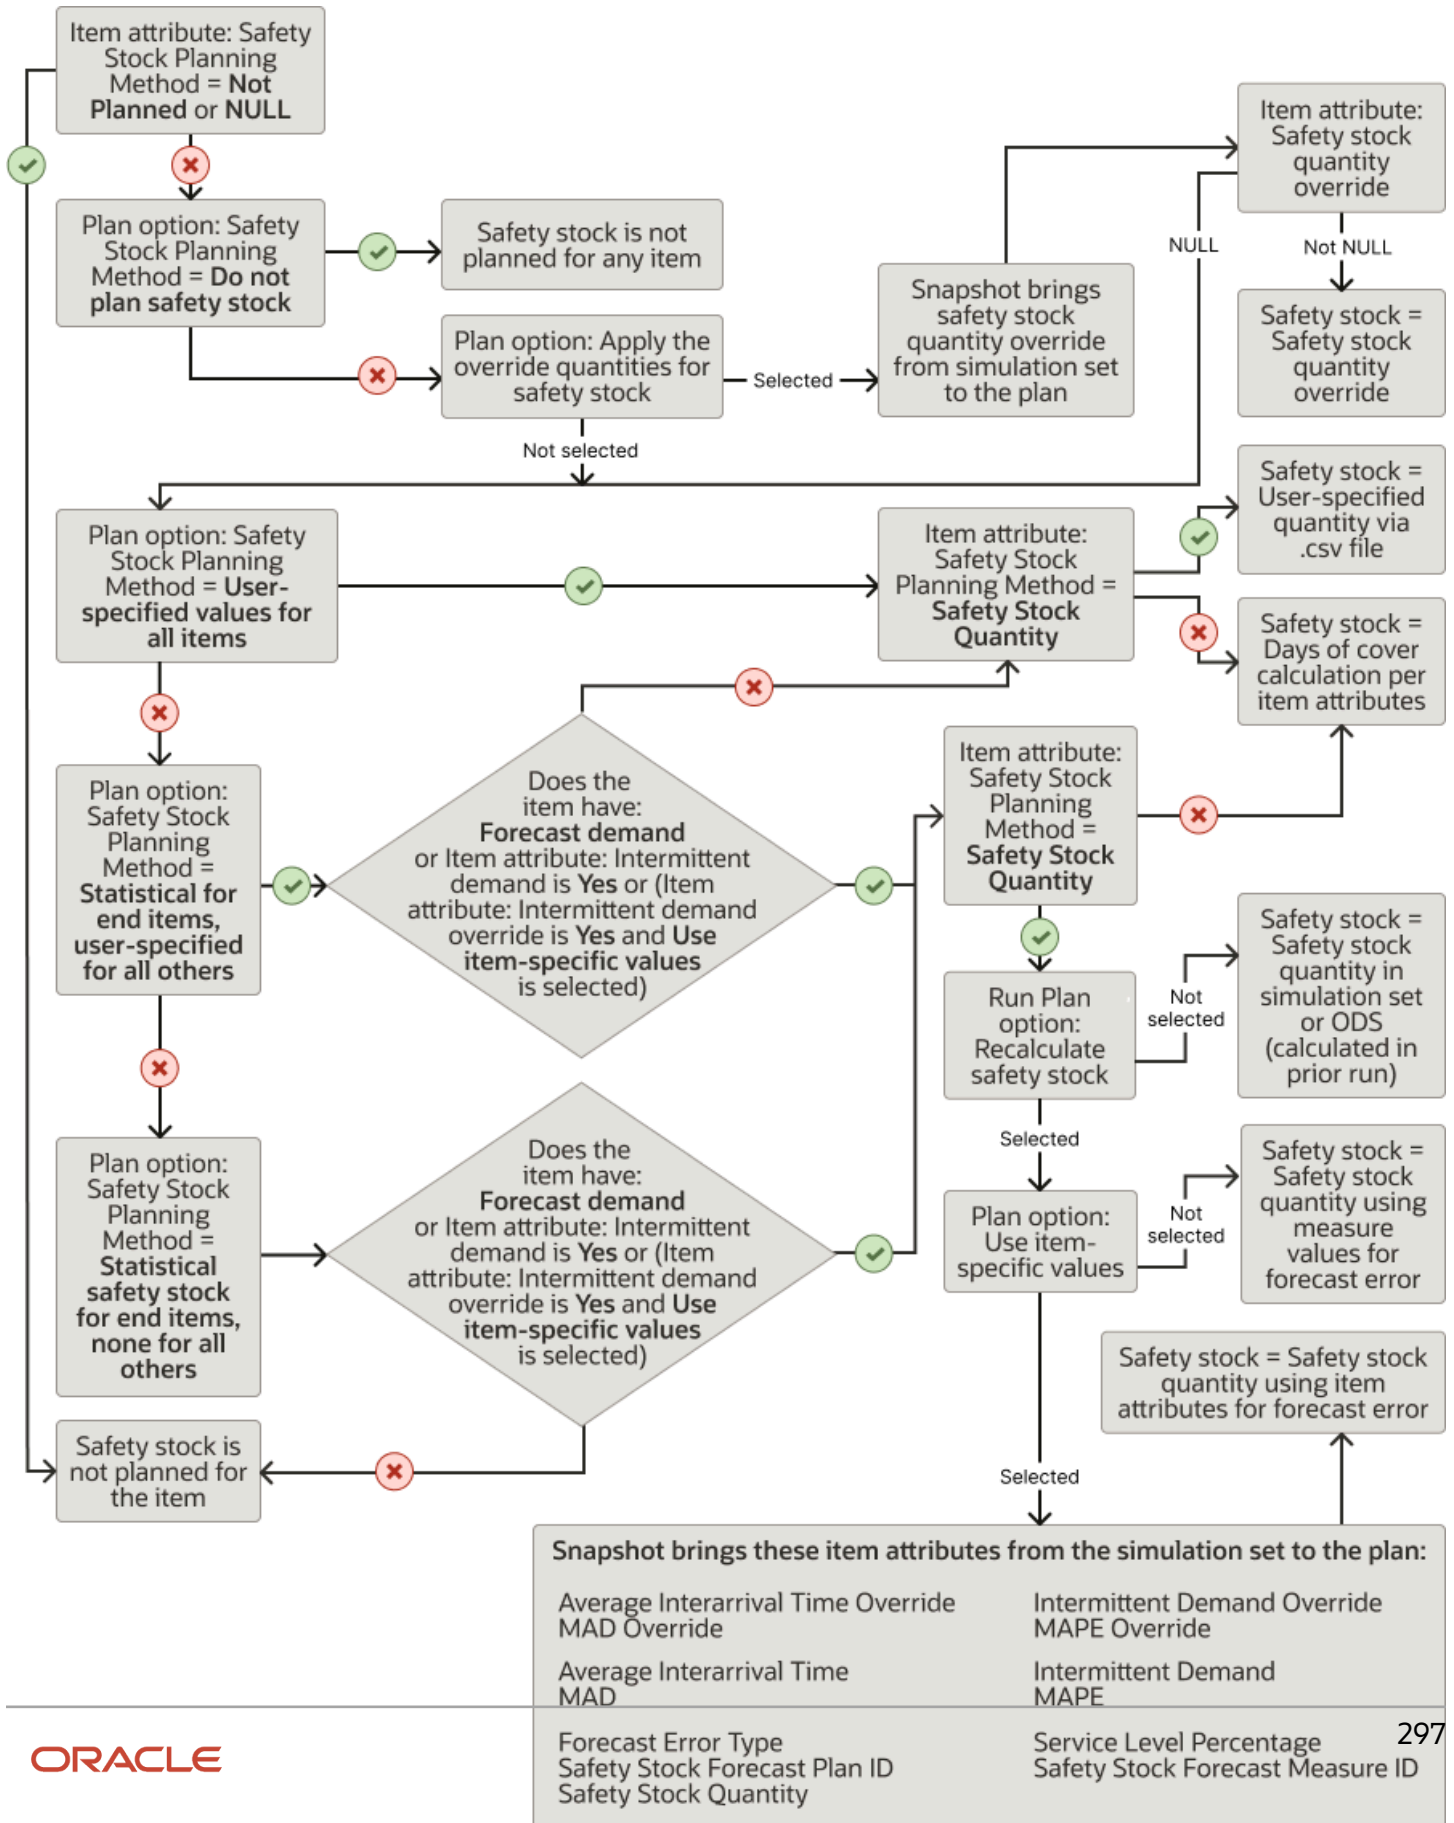 Item attribute: Safety
Stock Planning
Method = Not
Planned or NULL
Plan option: Safety
Stock Planning
Method = Do not
plan safety stock
Safety stock is not
planned for any item
Plan option: Apply the
override quantities for
safety stock
Selected
Not selected
Snapshot brings
safety stock
quantity override
from simulation set
to the plan
Item attribute:
Safety stock
quantity
override
NULL
Not NULL
Safety stock =
Safety stock
quantity
override
Plan option: Safety
Stock Planning
Method = User-
specified values for
all items
Item attribute:
Safety Stock
Planning Method =
Safety Stock
Quantity
Safety stock =
User-specified
quantity via
.csv file
Safety stock =
Days of cover
calculation per
item attributes
Plan option:
Safety Stock
Planning
Method =
Statistical for
end items,
user-specified
for all others
Does the
item have:
Forecast demand
or Item attribute: Intermittent
demand is Yes or (Item
attribute: Intermittent demand
override is Yes and Use
item-specific values
is selected)
Item attribute:
Safety Stock
Planning
Method =
Safety Stock
Quantity
Run Plan
option:
Recalculate
safety stock
Not
selected
Safety stock =
Safety stock
quantity in
simulation set
or ODS
(calculated in
prior run)
Selected
Plan option:
Safety Stock
Planning
Method =
Statistical
safety stock
for end items,
none for all
others
Does the
item have:
Forecast demand
or Item attribute: Intermittent
demand is Yes or (Item
attribute: Intermittent demand
override is Yes and Use
item-specific values
is selected)
Plan option:
Use item-
specific values
Not
selected
Safety stock =
Safety stock
quantity using
measure
values for
forecast error
Safety stock = Safety stock
quantity using item
attributes for forecast error
Safety stock is
not planned for
the item
Selected
Snapshot brings these item attributes from the simulation set to the plan:
Average Interarrival Time Override
MAD Override
Intermittent Demand Override
MAPE Override
Average Interarrival Time
MAD
Intermittent Demand
MAPE
Forecast Error Type
Safety Stock Forecast Plan ID
Safety Stock Quantity
Service Level Percentage
Safety Stock Forecast Measure ID
297
ORACLE